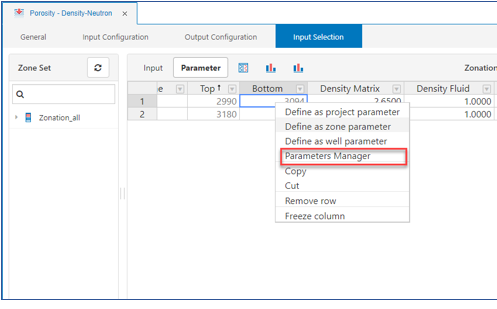 Porosity - Density-Neutron ×
General Input Configuration Output Configuration Input Selection
Zone Set Input Parameter Zonation
e Top ↑ Bottom Density Matrix Density Fluid
1 2990 3094 2.6500 1.0000
2 3180 1.0000
Zonation_all
Define as project parameter
Define as zone parameter
Define as well parameter
Parameters Manager
Copy
Cut
Remove row
Freeze column